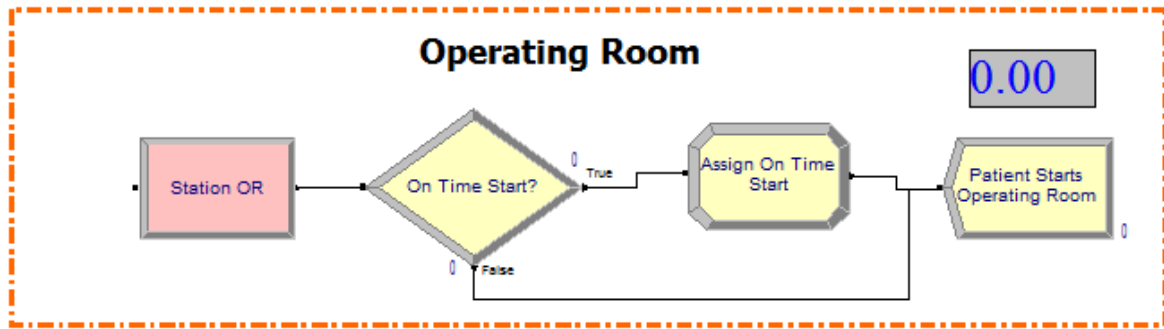 Operating Room
0.00
Station OR
On Time Start?
0
True
0
False
Assign On Time
Start
Patient Starts
Operating Room
0